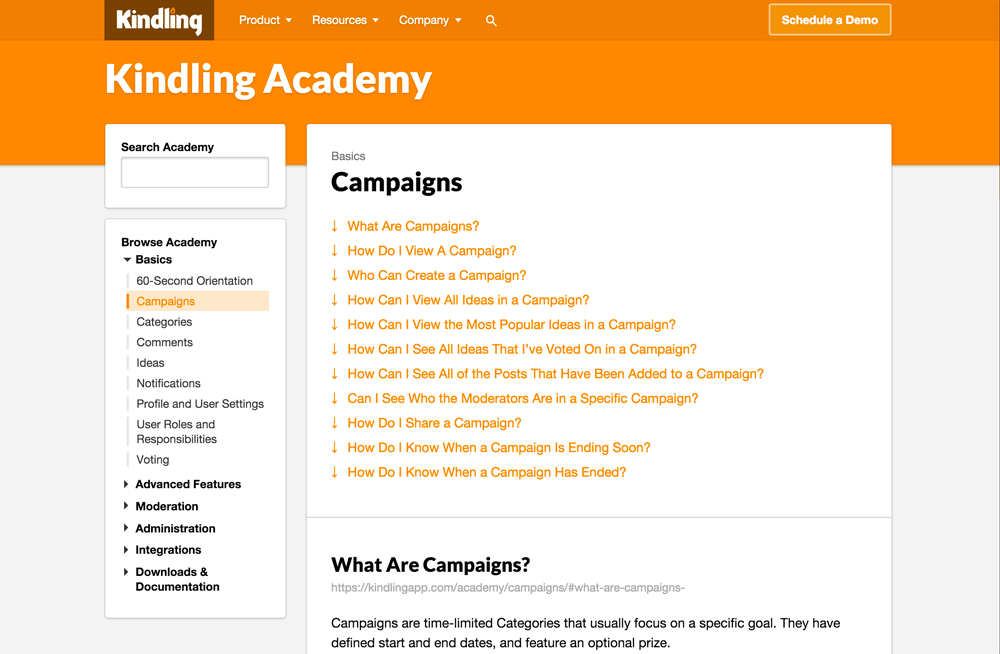 Kindling
Product
Resources
Company
Schedule a Demo
Kindling Academy
Search Academy
Browse Academy
Basics
60-Second Orientation
Campaigns
Categories
Comments
Ideas
Notifications
Profile and User Settings
User Roles and
Responsibilities
Voting
Advanced Features
Moderation
Administration
Integrations
Downloads &
Documentation
Basics
Campaigns
↓ What Are Campaigns?
↓ How Do I View A Campaign?
↓ Who Can Create a Campaign?
↓ How Can I View All Ideas in a Campaign?
↓ How Can I View the Most Popular Ideas in a Campaign?
↓ How Can I See All Ideas That I've Voted On in a Campaign?
↓ How Can I See All of the Posts That Have Been Added to a Campaign?
↓ Can I See Who the Moderators Are in a Specific Campaign?
↓ How Do I Share a Campaign?
↓ How Do I Know When a Campaign Is Ending Soon?
↓ How Do I Know When a Campaign Has Ended?
What Are Campaigns?
https://kindlingapp.com/academy/campaigns/#what-are-campaigns-
Campaigns are time-limited Categories that usually focus on a specific goal. They have
defined start and end dates, and feature an optional prize.